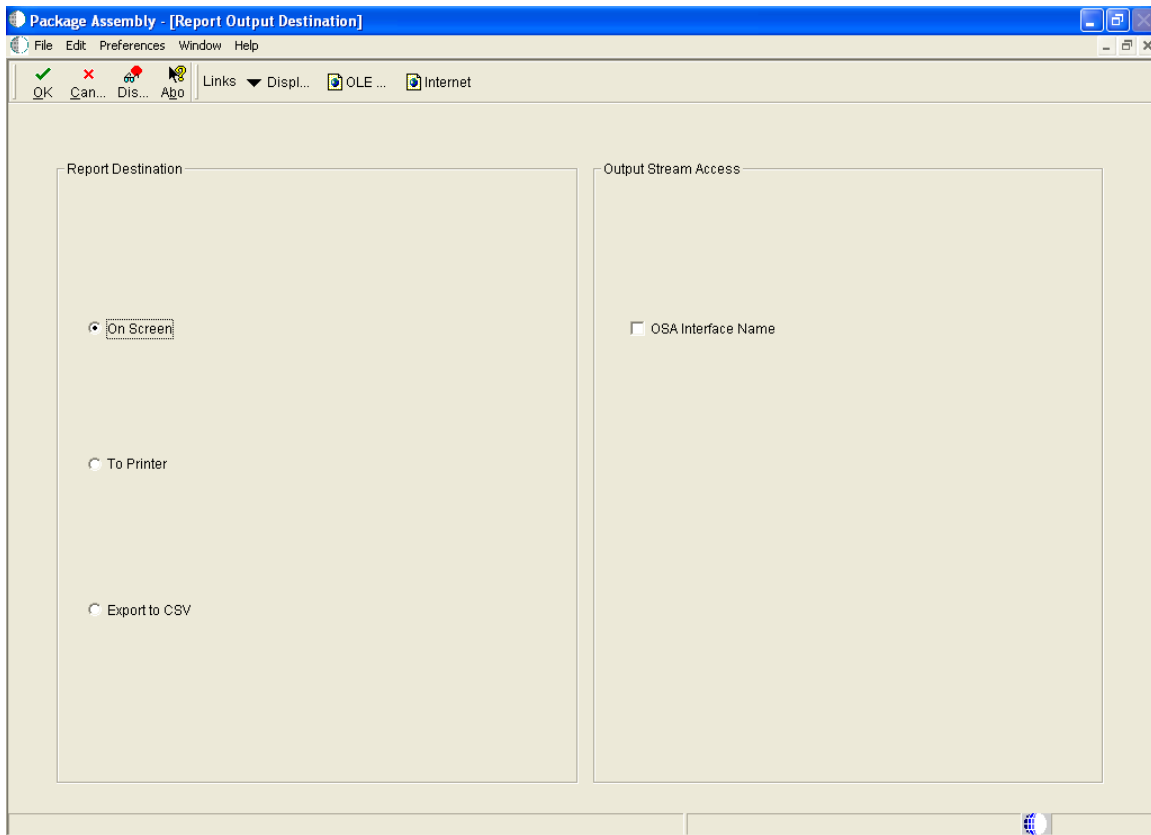 Package Assembly - [Report Output Destination]
File Edit Preferences Window Help
OK Can... Dis... Abo Links Displ... OLE ... Internet
Report Destination
Output Stream Access
On Screen
OSA Interface Name
To Printer
Export to CSV